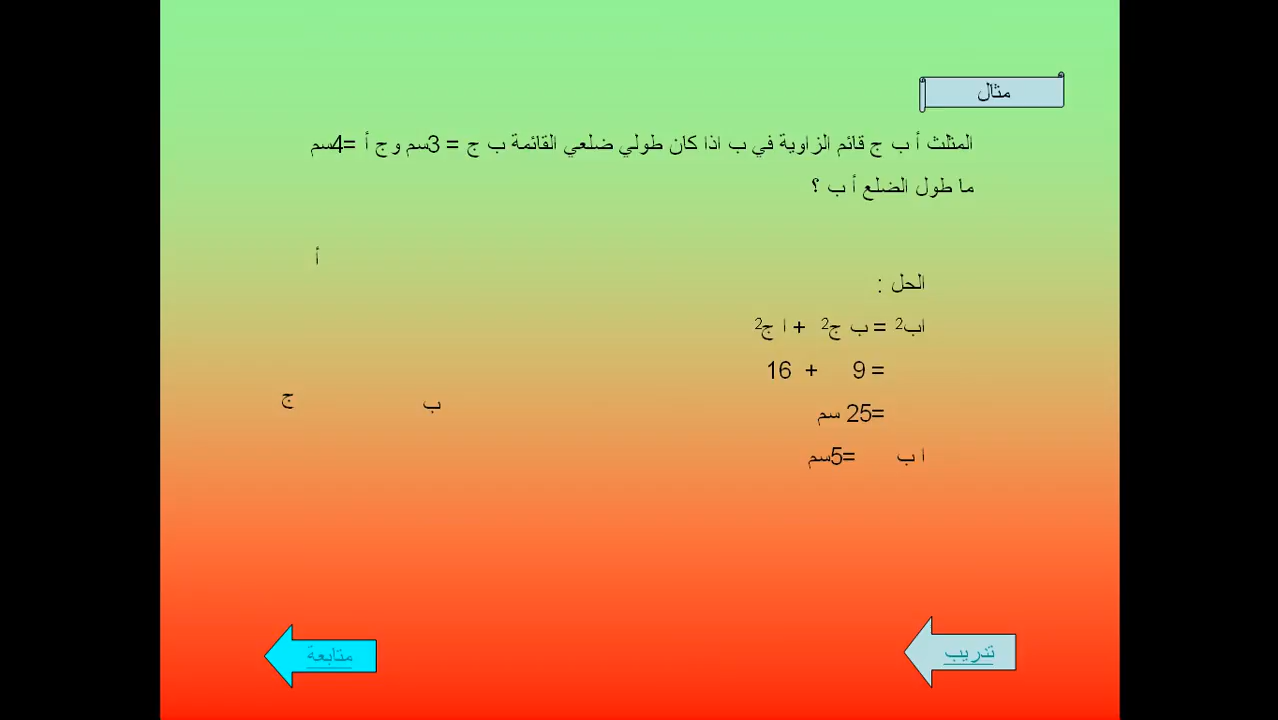 مثال
المثلث أ ب ج قائم الزاوية في ب اذا كان طولي ضلعي القائمة ب ج = 3سم وج أ =4سم
ما طول الضلع أ ب ؟
أ
الحل :
اب2 = ب ج2 + ا ج2
= 9 + 16
=25 سم
ج ب
ا ب =5سم
تدريب
متابعة